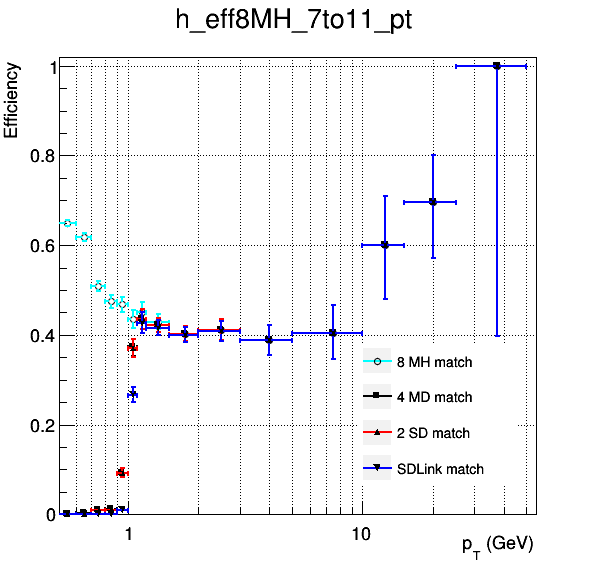 h_eff8MH_7to11_pt
Efficiency
1
0.8
0.6
0.4
0.2
0
8 MH match
4 MD match
2 SD match
SDLink match
1
10
p_T (GeV)